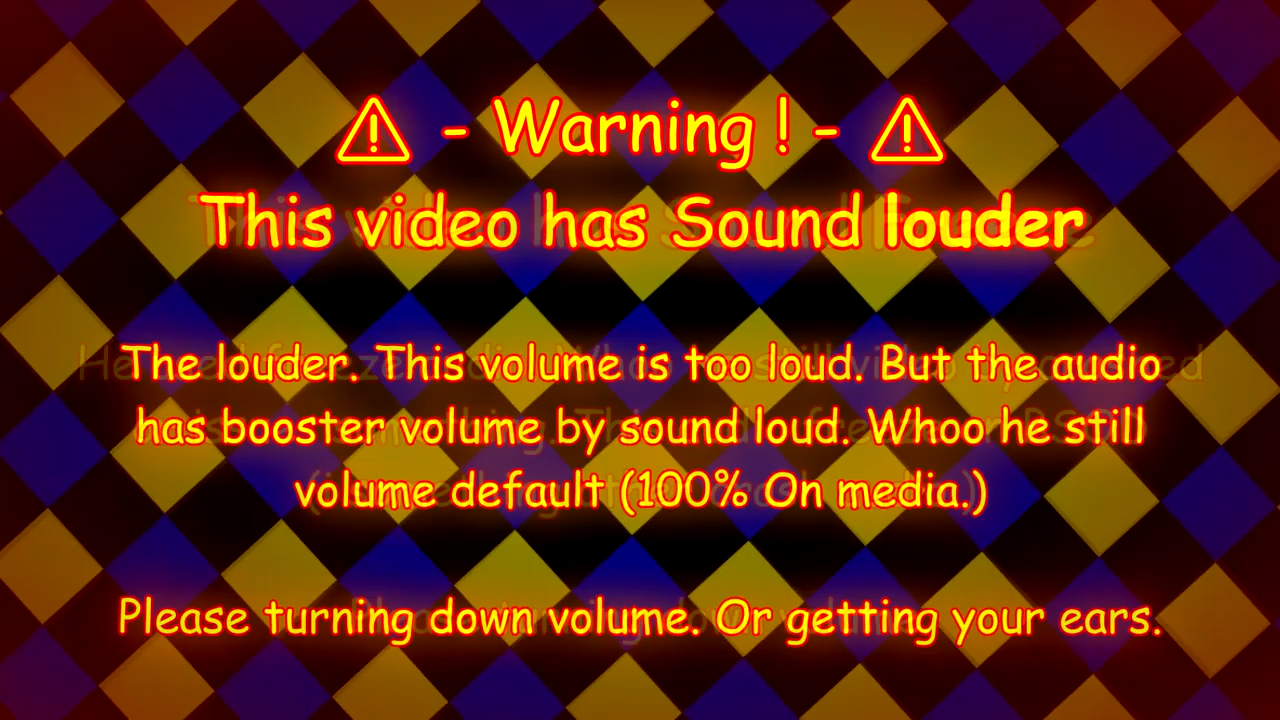 ⚠ - Warning ! - ⚠
This video has Sound louder
The louder. This volume is too loud. But the audio
has booster volume by sound loud. Whoo he still
volume default (100% On media.)
Please turning down volume. Or getting your ears.